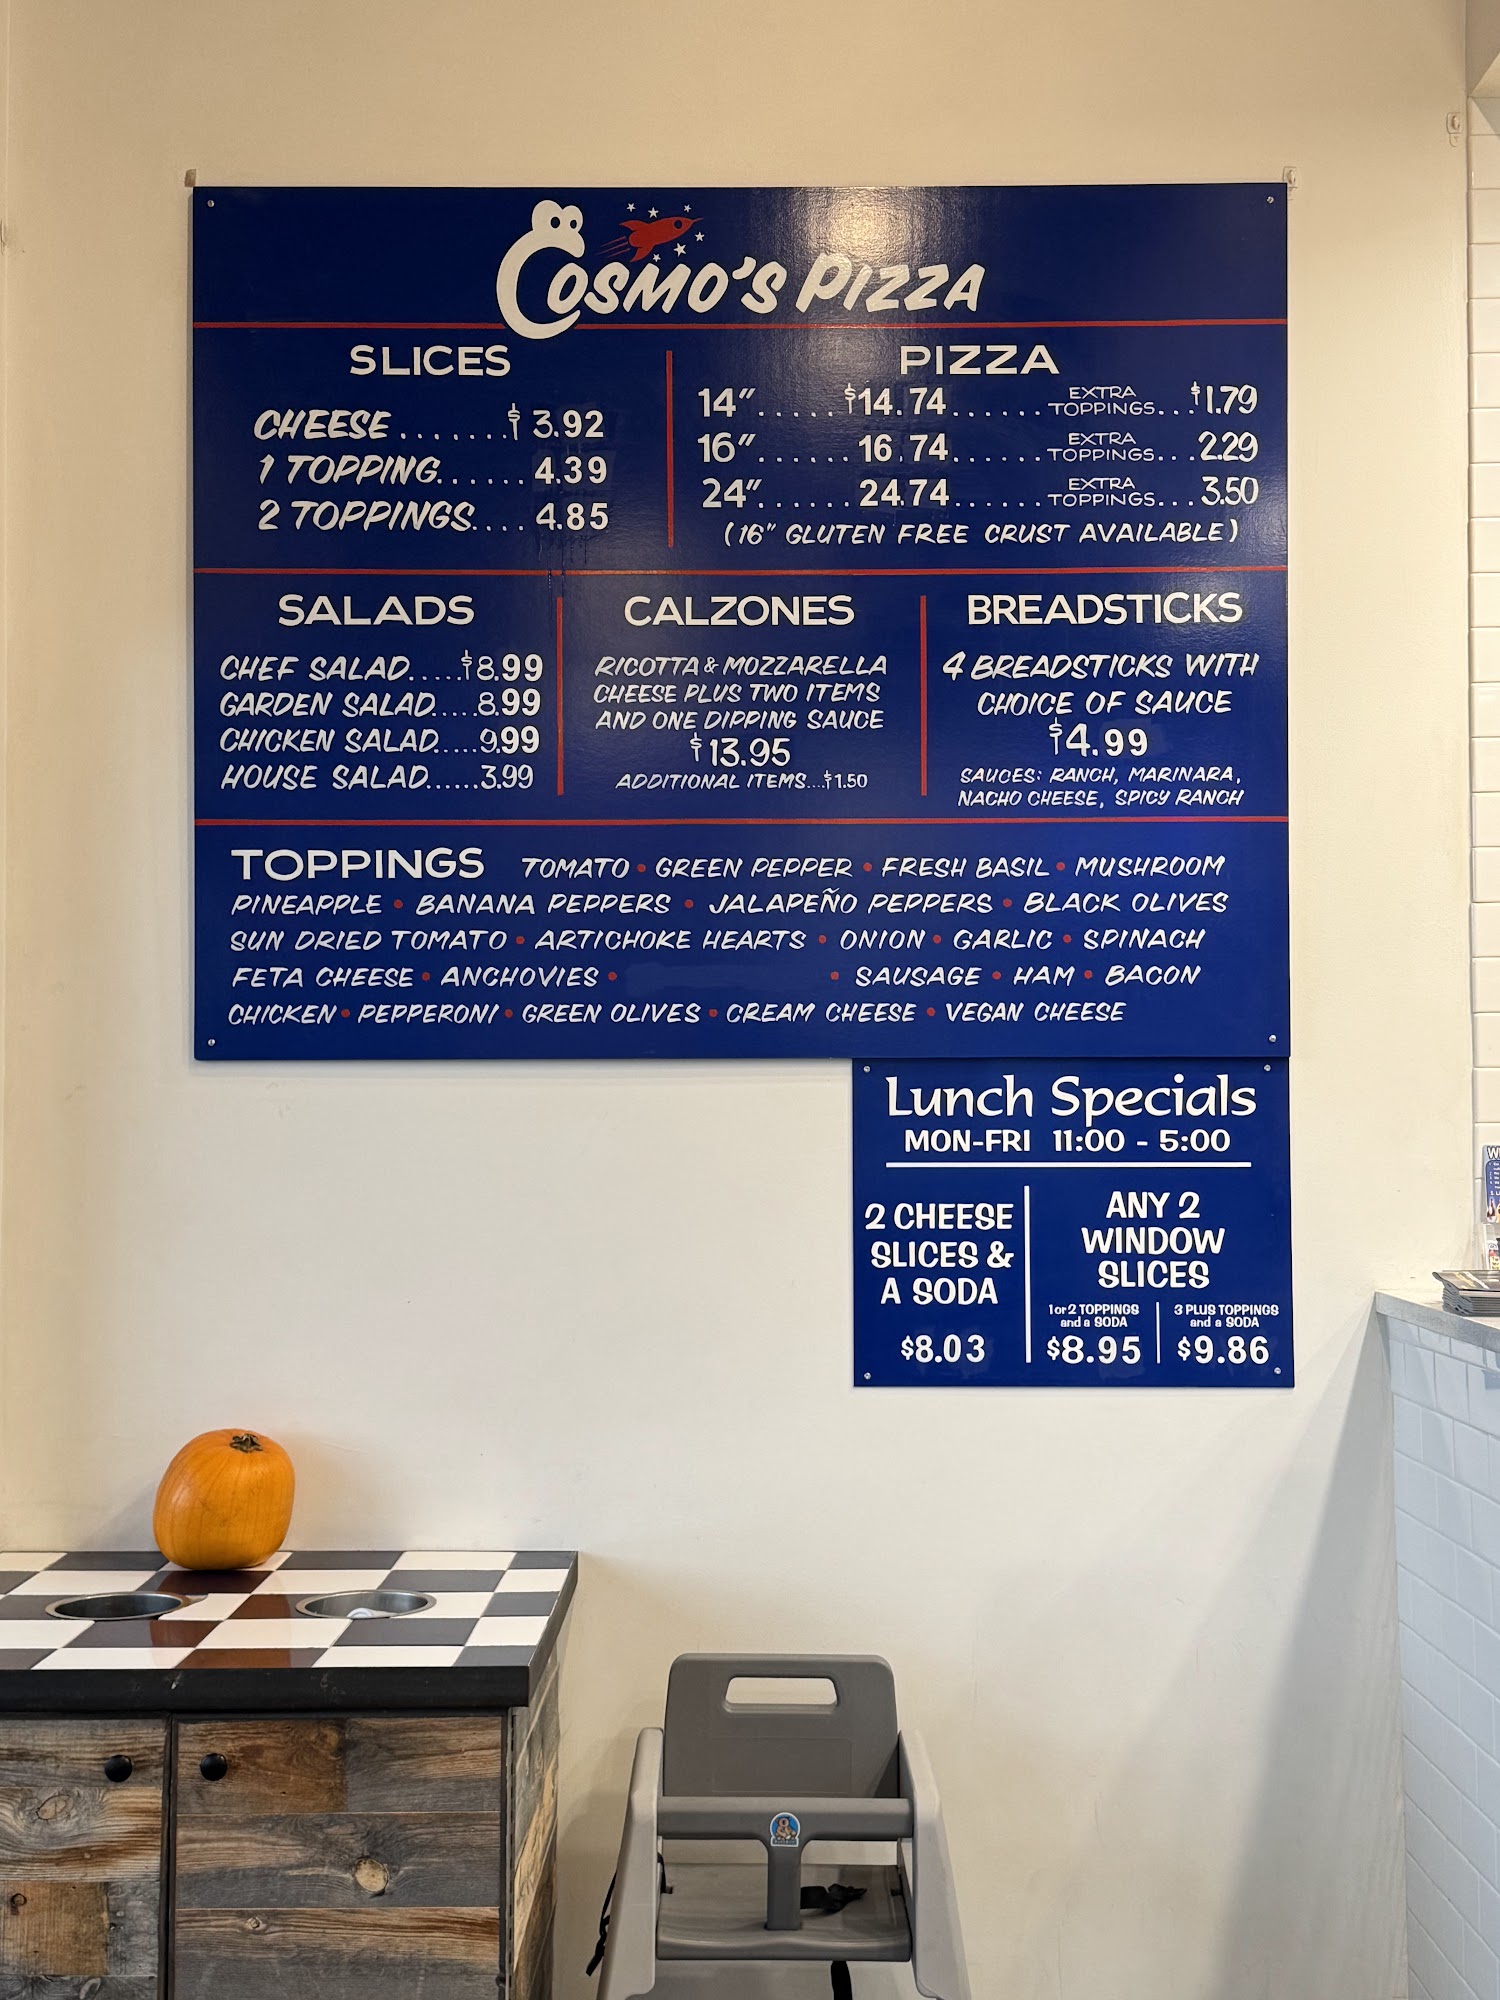 COSMO'S PIZZA
SLICES
CHEESE.......$3.92
1 TOPPING......4.39
2 TOPPINGS....4.85
PIZZA
14"......$14.74......EXTRA TOPPINGS...$1.79
16"......16.74......EXTRA TOPPINGS...2.29
24"......24.74......EXTRA TOPPINGS...3.50
(16" GLUTEN FREE CRUST AVAILABLE)
SALADS
CHEF SALAD.....$8.99
GARDEN SALAD.....8.99
CHICKEN SALAD.....9.99
HOUSE SALAD......3.99
CALZONES
RICOTTA & MOZZARELLA
CHEESE PLUS TWO ITEMS
AND ONE DIPPING SAUCE
$13.95
ADDITIONAL ITEMS....$1.50
BREADSTICKS
4 BREADSTICKS WITH
CHOICE OF SAUCE
$4.99
SAUCES: RANCH, MARINARA,
NACHO CHEESE, SPICY RANCH
TOPPINGS TOMATO • GREEN PEPPER • FRESH BASIL • MUSHROOM
PINEAPPLE • BANANA PEPPERS • JALAPEÑO PEPPERS • BLACK OLIVES
SUN DRIED TOMATO • ARTICHOKE HEARTS • ONION • GARLIC • SPINACH
FETA CHEESE • ANCHOVIES • • SAUSAGE • HAM • BACON
CHICKEN • PEPPERONI • GREEN OLIVES • CREAM CHEESE • VEGAN CHEESE
Lunch Specials
MON-FRI 11:00 - 5:00
2 CHEESE
SLICES &
A SODA
$8.03
ANY 2
WINDOW
SLICES
1 or 2 TOPPINGS
and a SODA
$8.95
3 PLUS TOPPINGS
and a SODA
$9.86